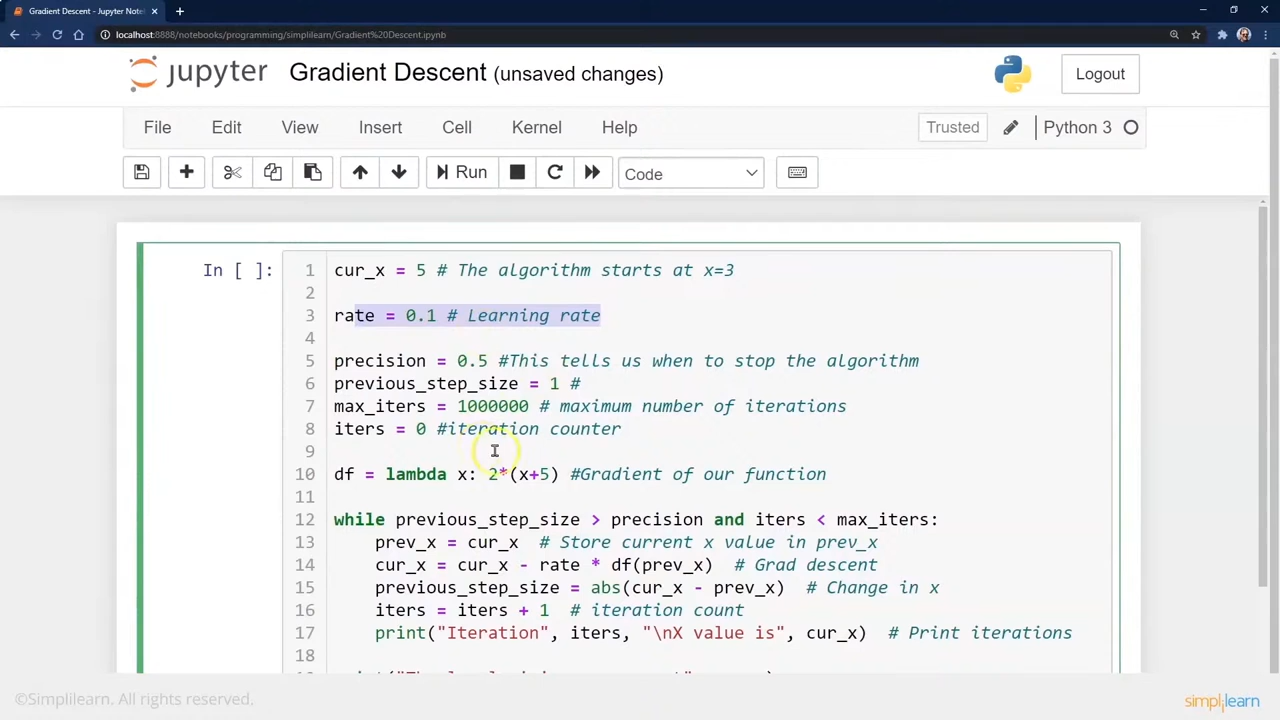 Gradient Descent - Jupyter Note
localhost:8888/notebooks/programming/simplilearn/Gradient%20Descent.ipynb
jupyter Gradient Descent (unsaved changes) Logout
File Edit View Insert Cell Kernel Help Trusted Python 3
Run Code
In [ ]:
1 cur_x = 5 # The algorithm starts at x=3
2
3 rate = 0.1 # Learning rate
4
5 precision = 0.5 #This tells us when to stop the algorithm
6 previous_step_size = 1 #
7 max_iters = 1000000 # maximum number of iterations
8 iters = 0 #iteration counter
9
10 df = lambda x: 2*(x+5) #Gradient of our function
11
12 while previous_step_size > precision and iters < max_iters:
13 prev_x = cur_x # Store current x value in prev_x
14 cur_x = cur_x - rate * df(prev_x) # Grad descent
15 previous_step_size = abs(cur_x - prev_x) # Change in x
16 iters = iters + 1 # iteration count
17 print("Iteration", iters, "\nX value is", cur_x) # Print iterations
18
©Simplilearn. All rights reserved.
simplilearn